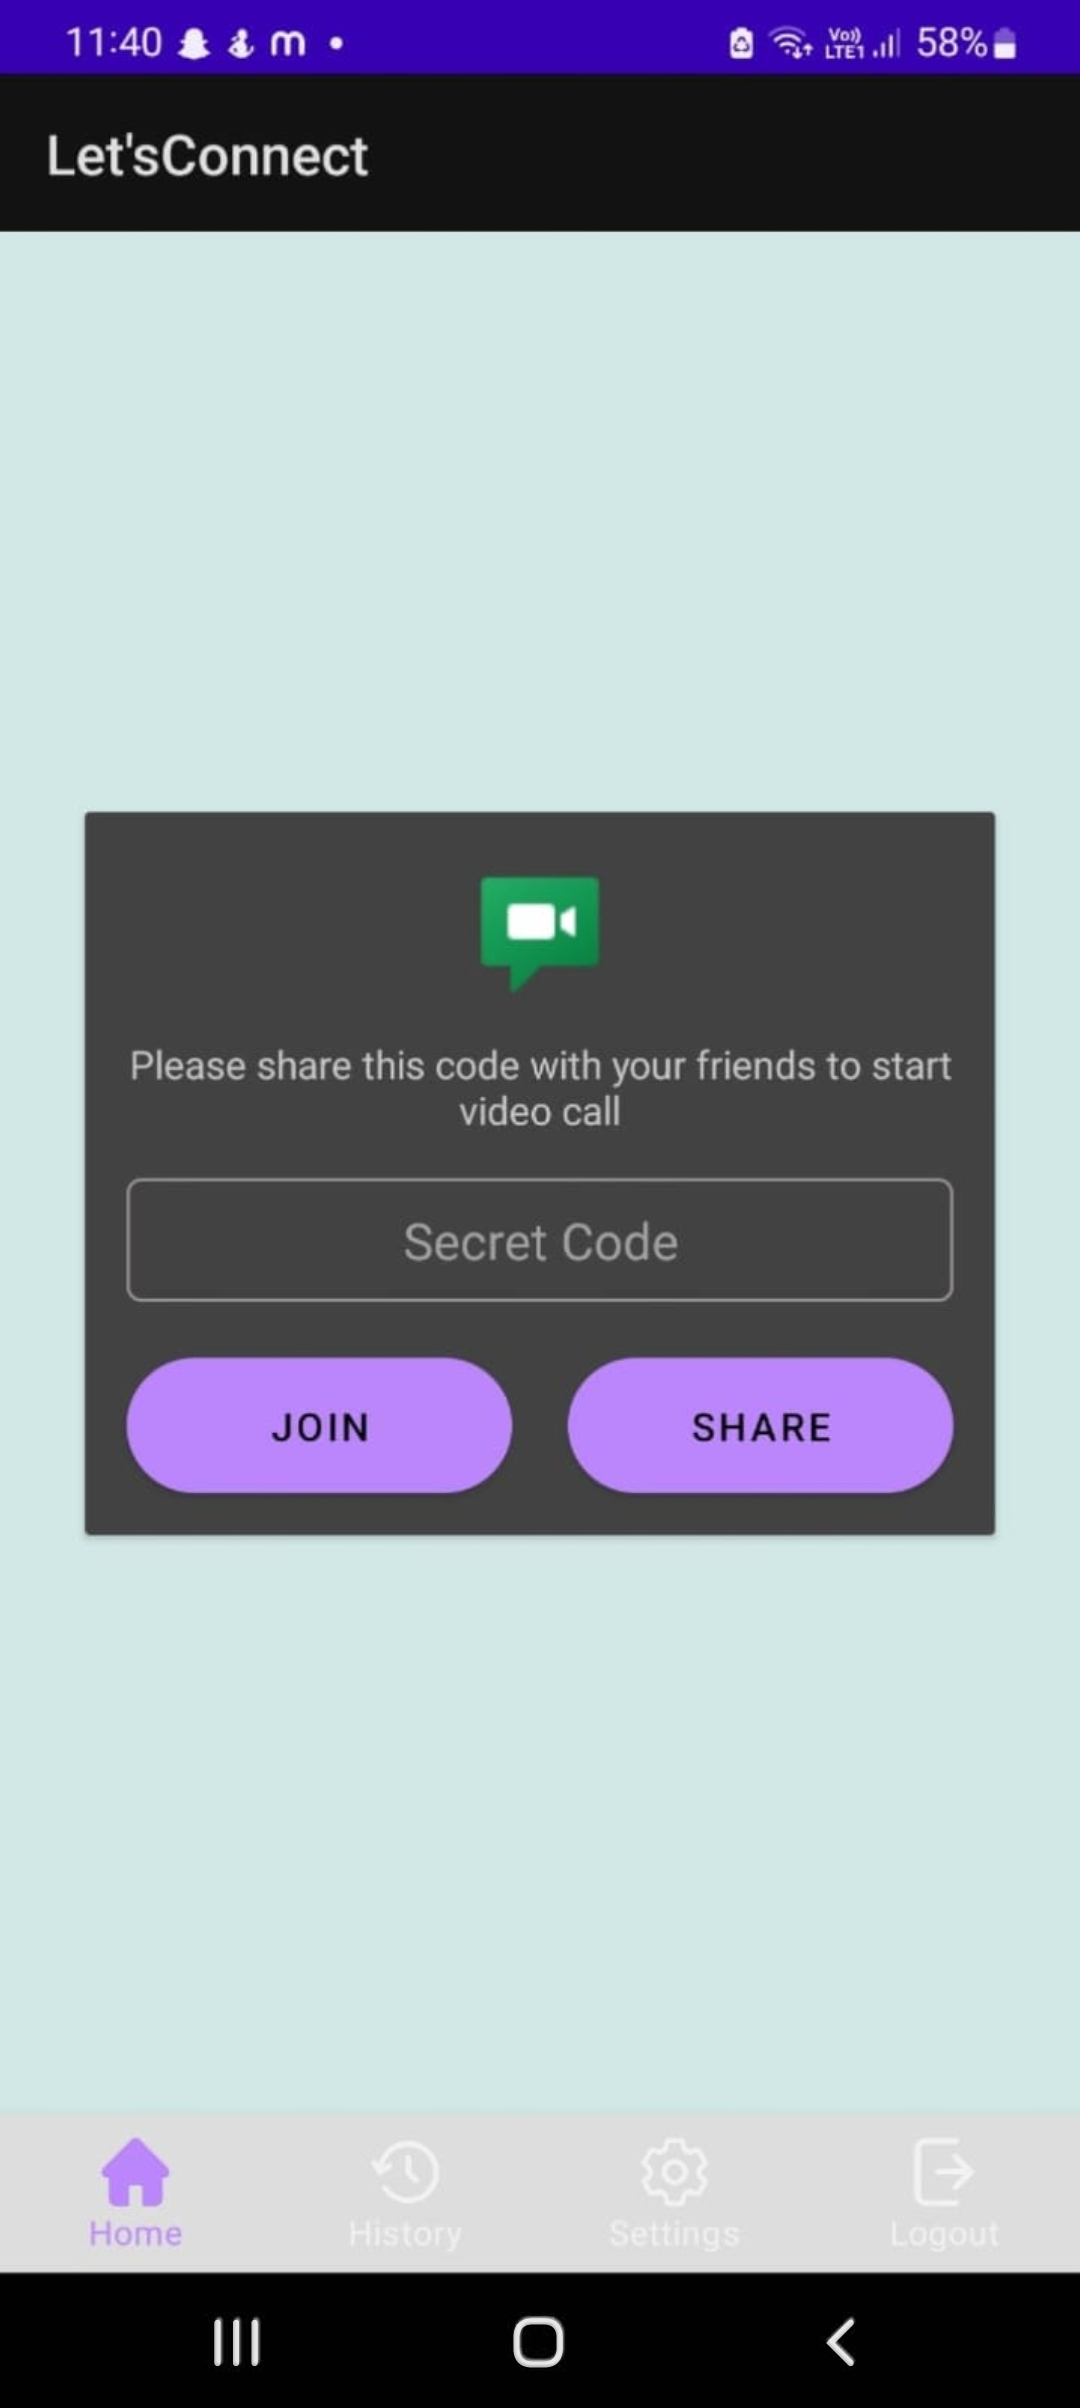 11:40 m 58%
Vo))
LTE1
Let'sConnect
Please share this code with your friends to start
video call
Secret Code
JOIN SHARE
Home History Settings Logout